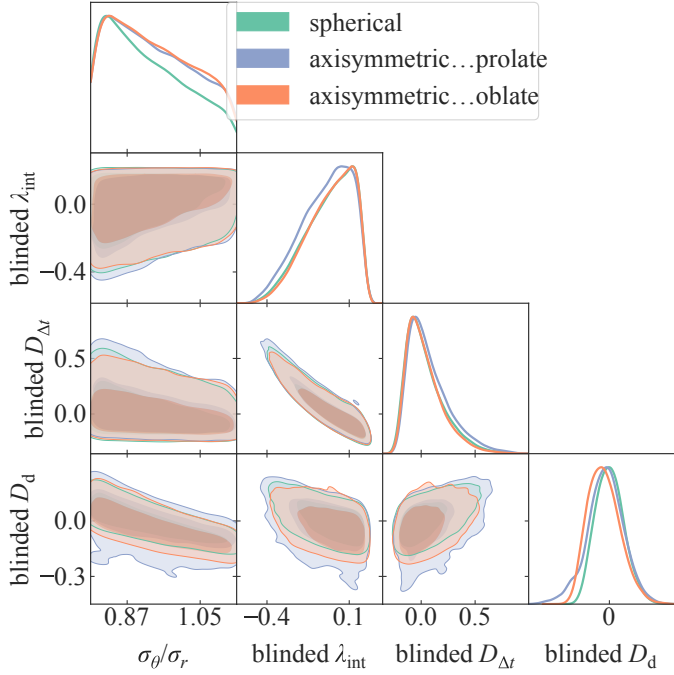 spherical
axisymmetric...prolate
axisymmetric...oblate
blinded λint
0.0
−0.4
blinded DΔt
0.5
0.0
blinded Dd
0.0
−0.3
0.87 1.05
−0.4 0.1
0.0 0.5
0
σθ/σr
blinded λint
blinded DΔt
blinded Dd